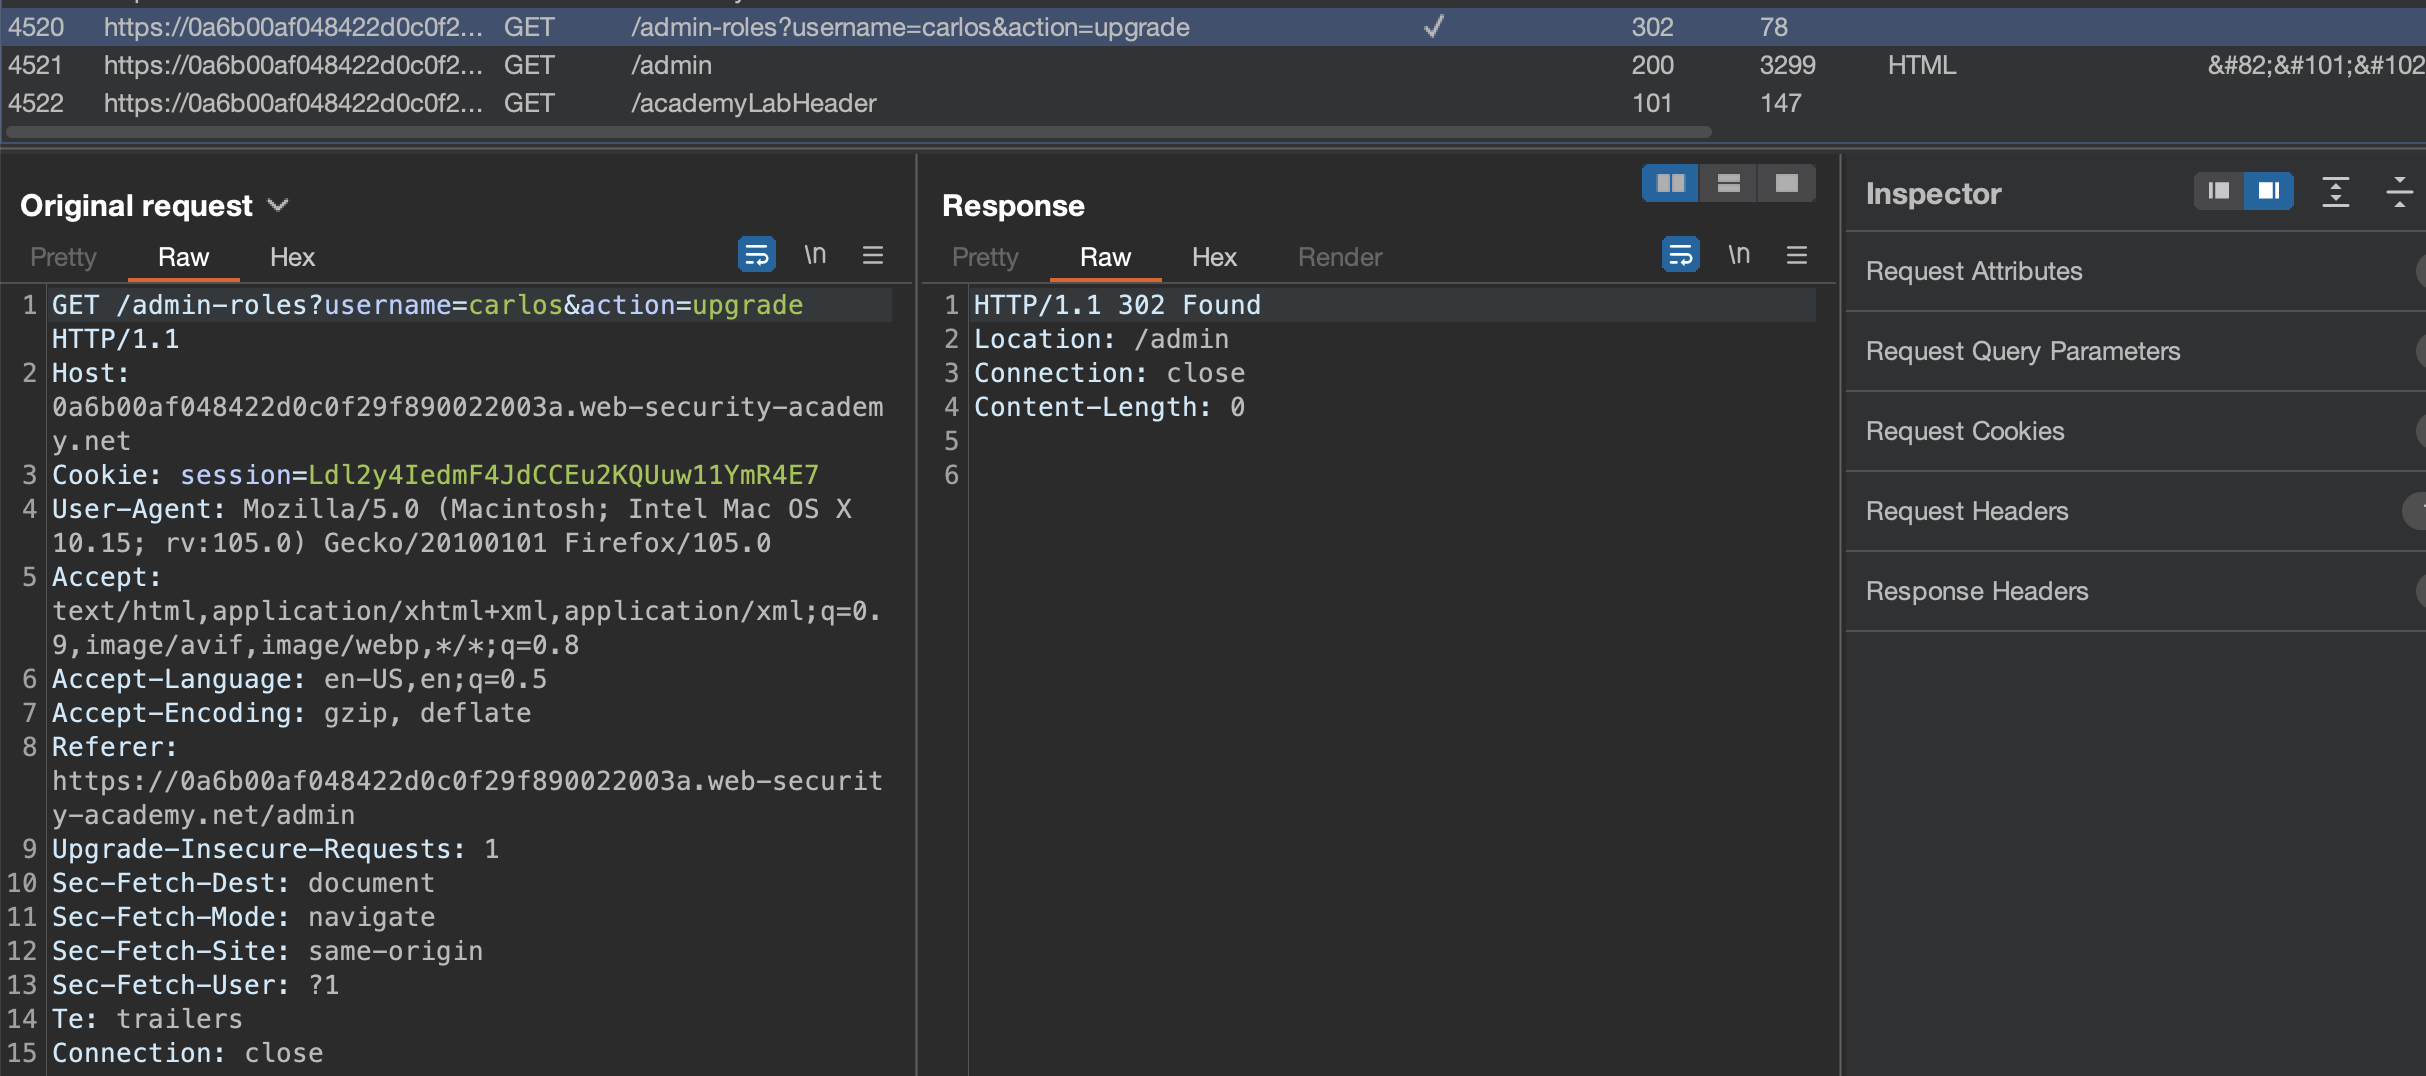 4520 https://0a6b00af048422d0c0f2... GET /admin-roles?username=carlos&action=upgrade ✓ 302 78
4521 https://0a6b00af048422d0c0f2... GET /admin 200 3299 HTML &#82;&#101;&#102
4522 https://0a6b00af048422d0c0f2... GET /academyLabHeader 101 147
Original request
Pretty Raw Hex \n
1 GET /admin-roles?username=carlos&action=upgrade
HTTP/1.1
2 Host:
0a6b00af048422d0c0f29f890022003a.web-security-academ
y.net
3 Cookie: session=Ldl2y4IedmF4JdCCEu2KQUuw11YmR4E7
4 User-Agent: Mozilla/5.0 (Macintosh; Intel Mac OS X
10.15; rv:105.0) Gecko/20100101 Firefox/105.0
5 Accept:
text/html,application/xhtml+xml,application/xml;q=0.
9,image/avif,image/webp,*/*;q=0.8
6 Accept-Language: en-US,en;q=0.5
7 Accept-Encoding: gzip, deflate
8 Referer:
https://0a6b00af048422d0c0f29f890022003a.web-securit
y-academy.net/admin
9 Upgrade-Insecure-Requests: 1
10 Sec-Fetch-Dest: document
11 Sec-Fetch-Mode: navigate
12 Sec-Fetch-Site: same-origin
13 Sec-Fetch-User: ?1
14 Te: trailers
15 Connection: close
Response
Pretty Raw Hex Render \n
1 HTTP/1.1 302 Found
2 Location: /admin
3 Connection: close
4 Content-Length: 0
5
6
Inspector
Request Attributes
Request Query Parameters
Request Cookies
Request Headers
Response Headers